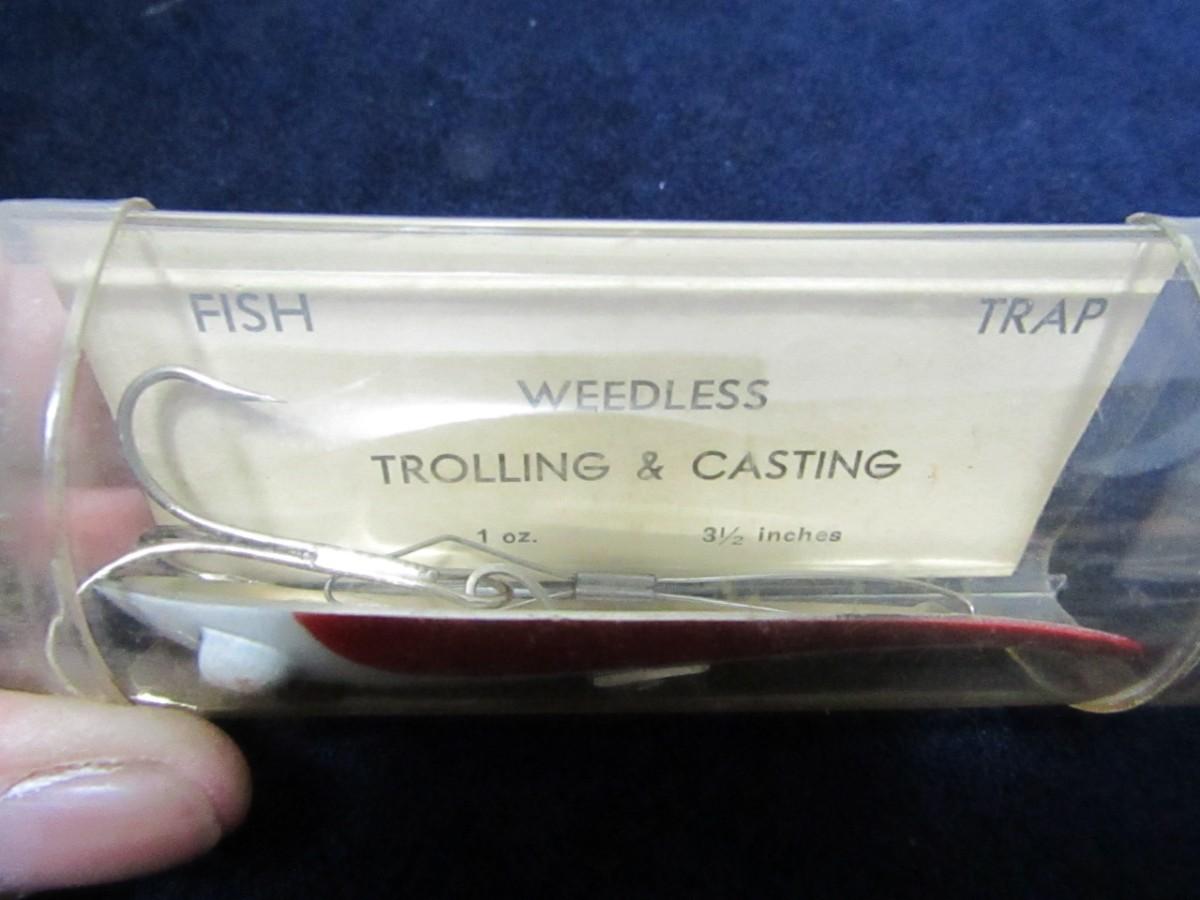 FISH TRAP
WEEDLESS
TROLLING & CASTING
1 oz. 3½ inches